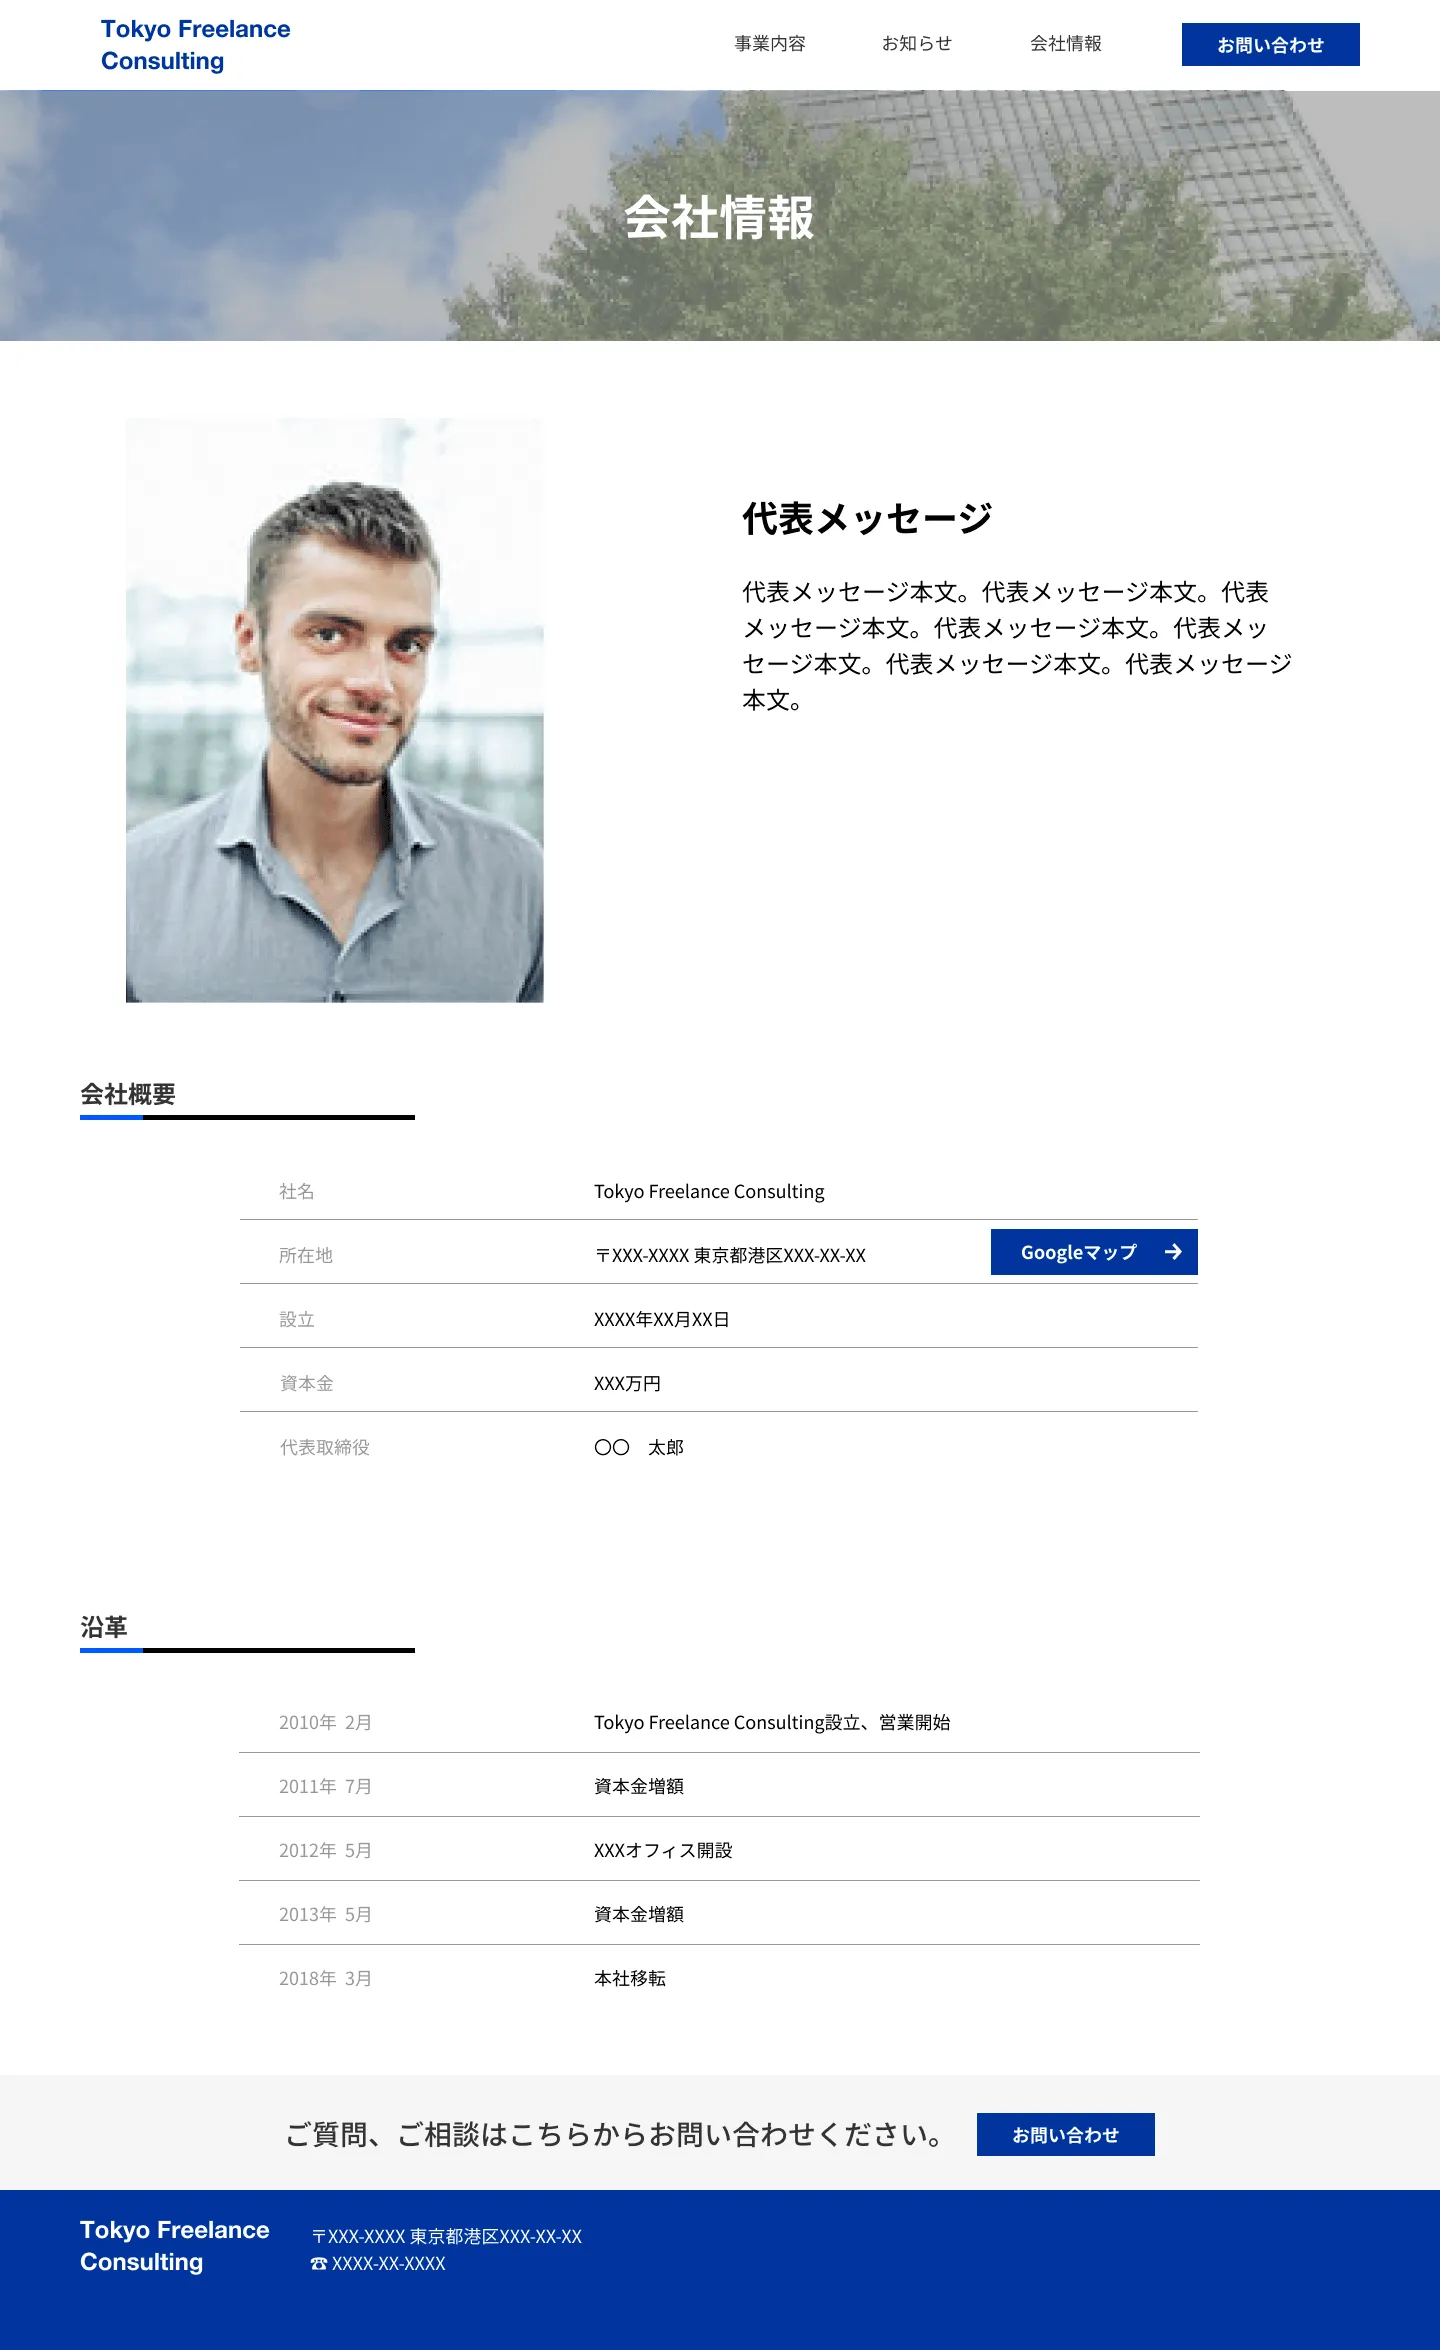 Tokyo Freelance
Consulting
事業内容
お知らせ
会社情報
お問い合わせ
会社情報
代表メッセージ
代表メッセージ本文。代表メッセージ本文。代表
メッセージ本文。代表メッセージ本文。代表メッ
セージ本文。代表メッセージ本文。代表メッセージ
本文。
会社概要
社名 Tokyo Freelance Consulting
所在地 〒XXX-XXXX 東京都港区XXX-XX-XX Googleマップ →
設立 XXXX年XX月XX日
資本金 XXX万円
代表取締役 〇〇　太郎
沿革
2010年 2月 Tokyo Freelance Consulting設立、営業開始
2011年 7月 資本金増額
2012年 5月 XXXオフィス開設
2013年 5月 資本金増額
2018年 3月 本社移転
ご質問、ご相談はこちらからお問い合わせください。
お問い合わせ
Tokyo Freelance
Consulting
〒XXX-XXXX 東京都港区XXX-XX-XX
☎ XXXX-XX-XXXX